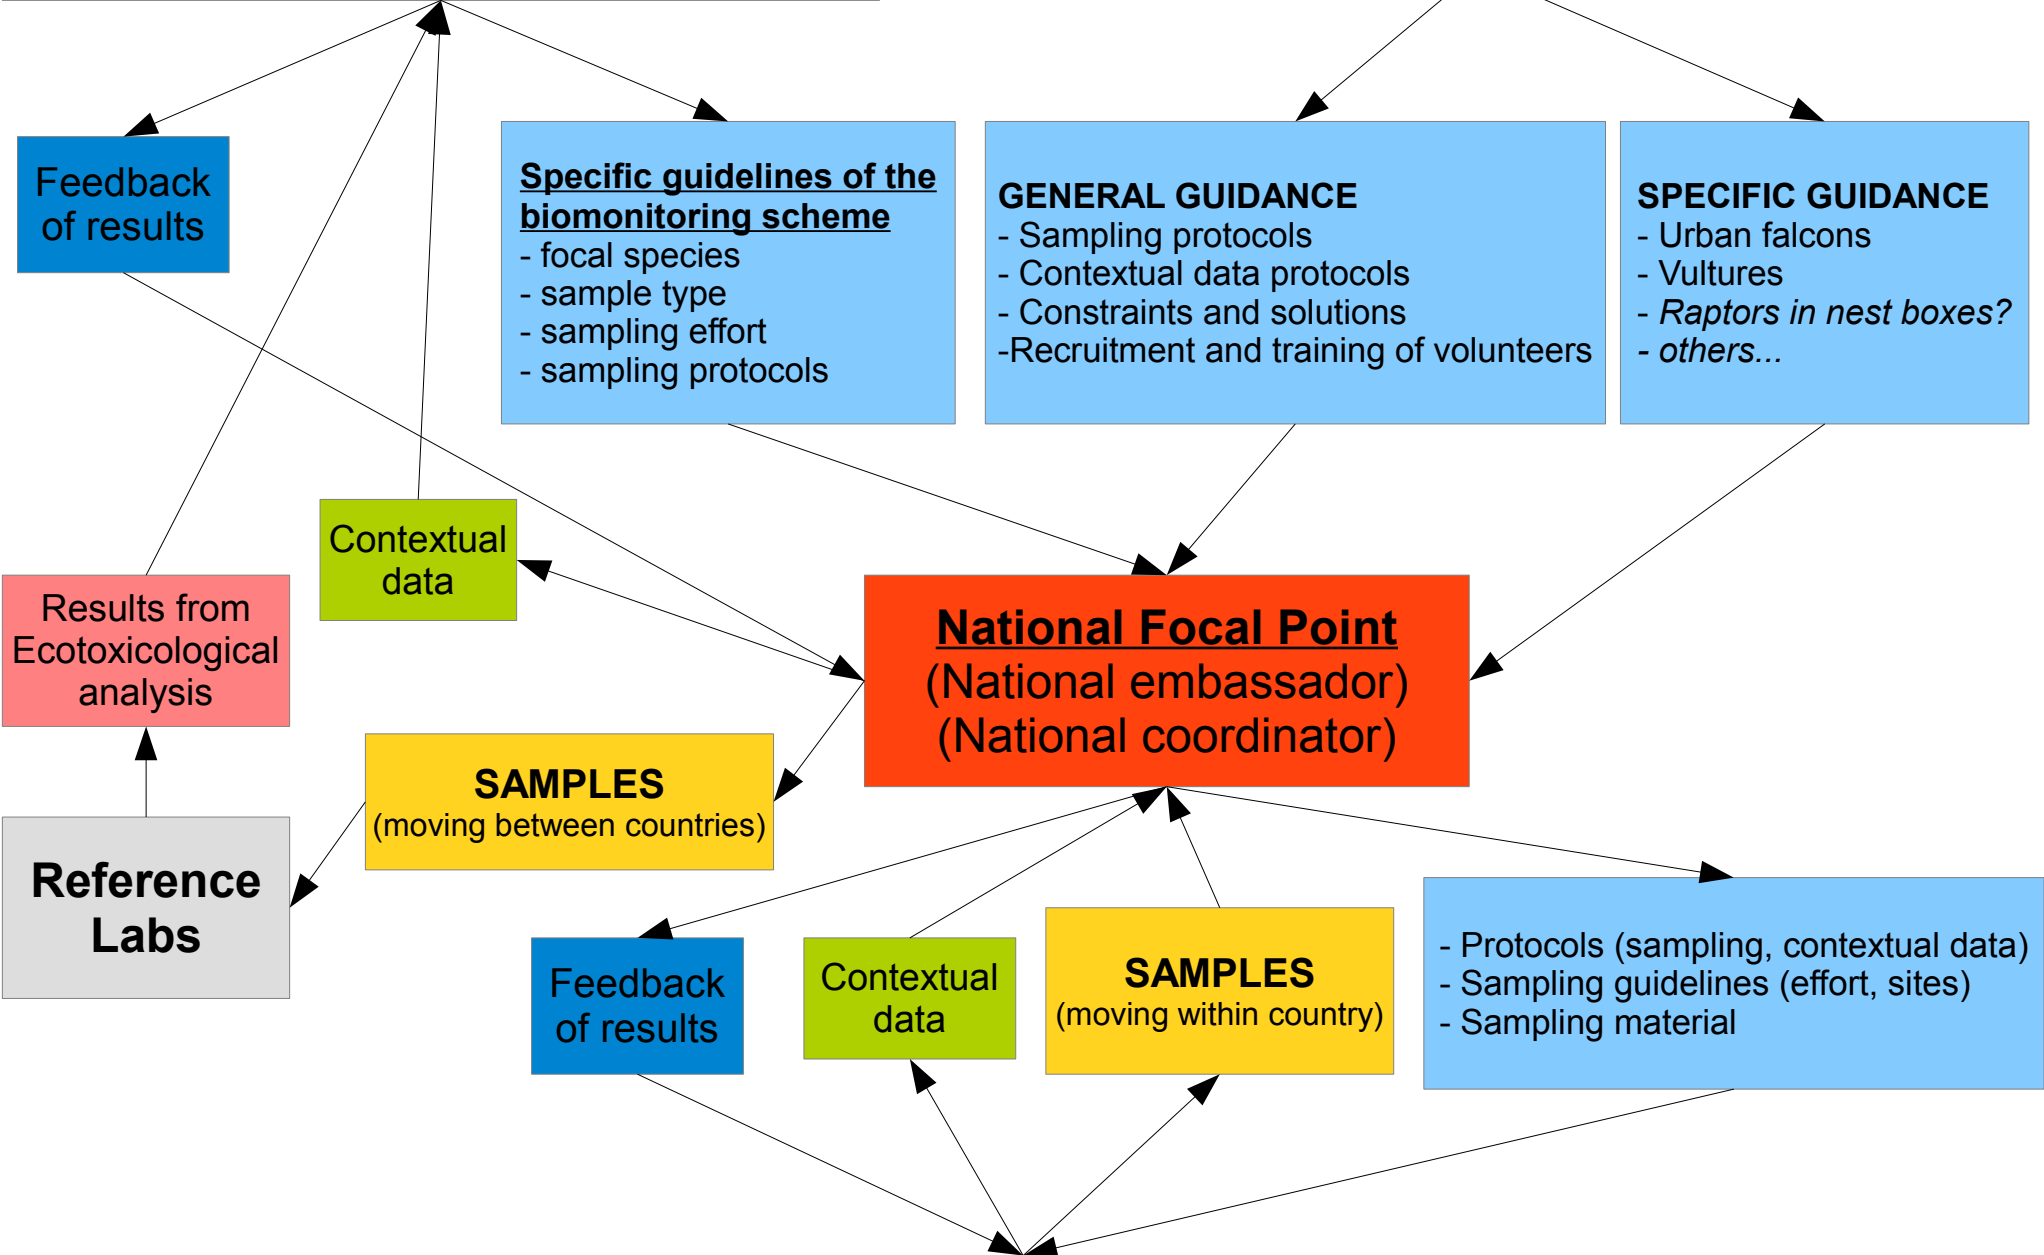 Feedback
of results
Specific guidelines of the
biomonitoring scheme
- focal species
- sample type
- sampling effort
- sampling protocols
GENERAL GUIDANCE
- Sampling protocols
- Contextual data protocols
- Constraints and solutions
-Recruitment and training of volunteers
SPECIFIC GUIDANCE
- Urban falcons
- Vultures
- Raptors in nest boxes?
- others...
Contextual
data
Results from
Ecotoxicological
analysis
National Focal Point
(National embassador)
(National coordinator)
SAMPLES
(moving between countries)
Reference
Labs
Feedback
of results
Contextual
data
SAMPLES
(moving within country)
- Protocols (sampling, contextual data)
- Sampling guidelines (effort, sites)
- Sampling material